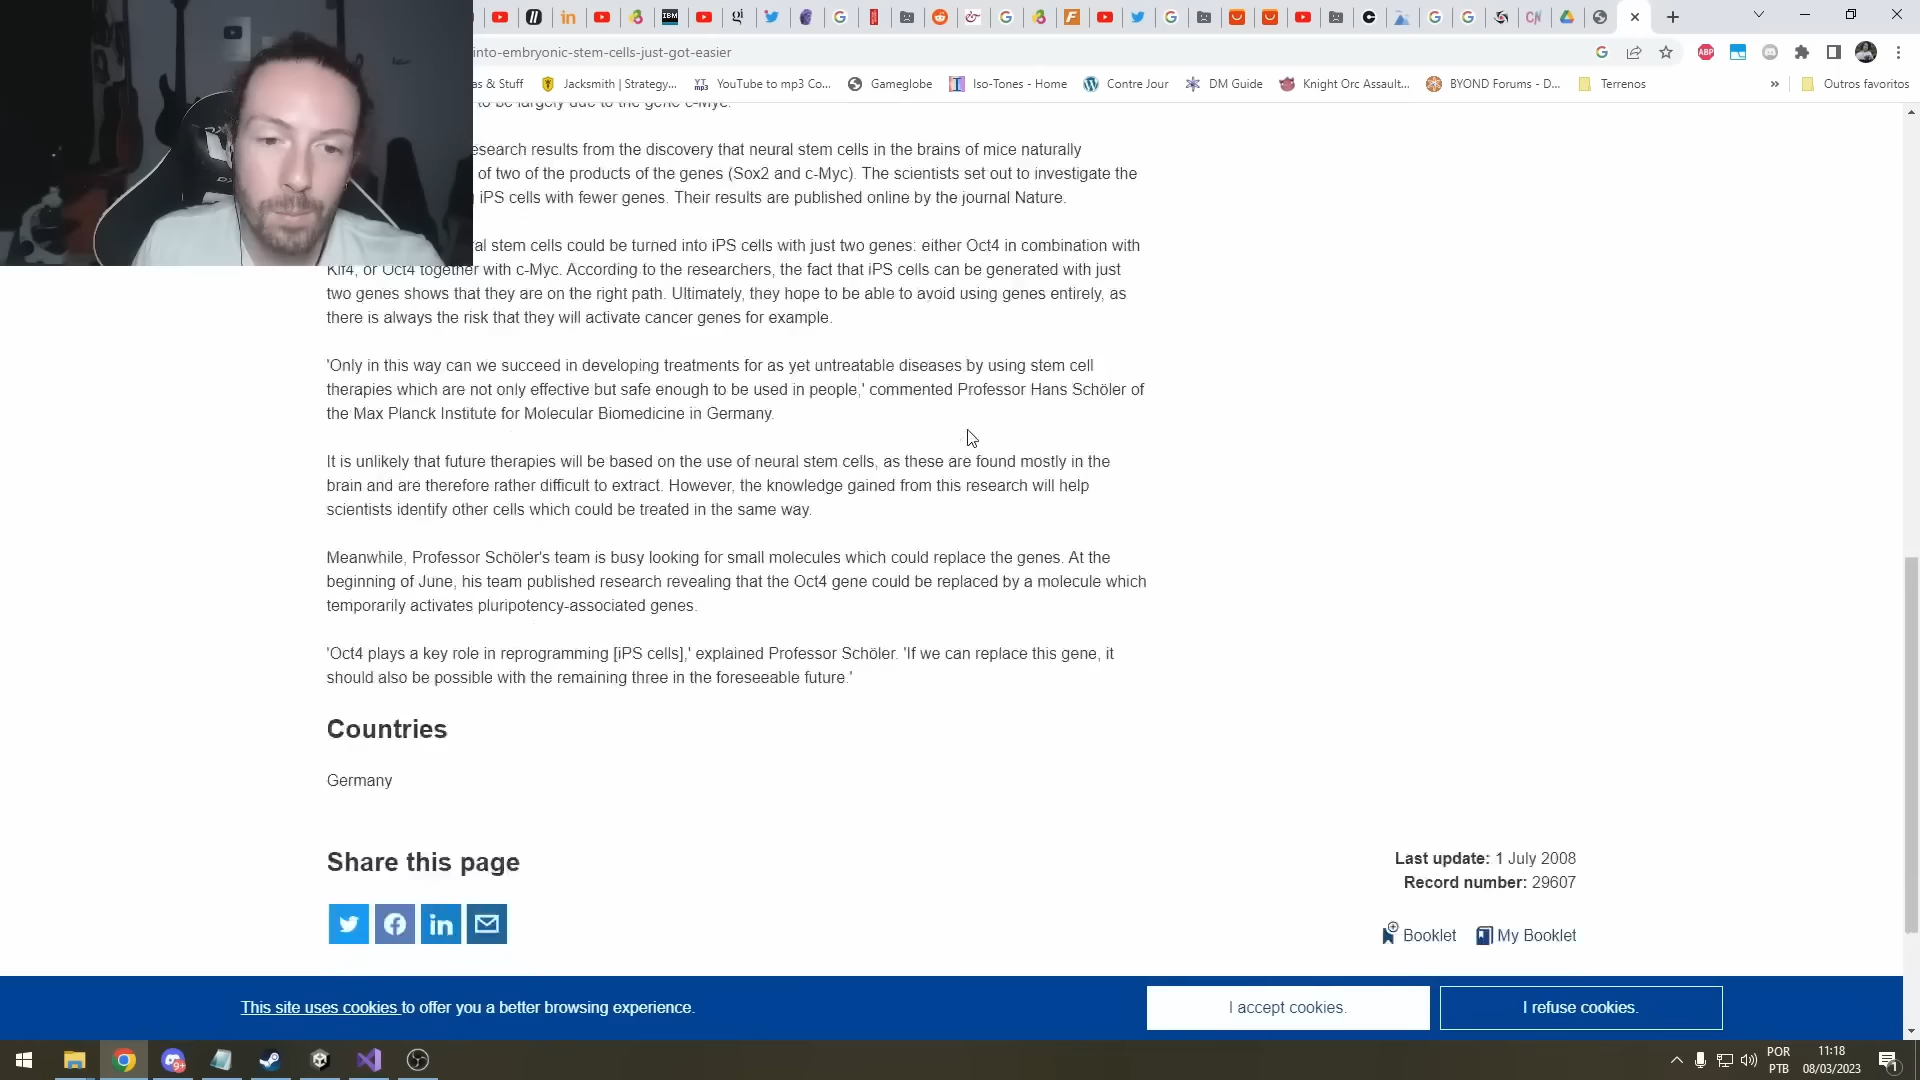 into-embryonic-stem-cells-just-got-easier
as & Stuff
Jacksmith | Strategy...
YouTube to mp3 Co...
Gameglobe
Iso-Tones - Home
Contre Jour
DM Guide
Knight Orc Assault...
BYOND Forums - D...
Terrenos
»
Outros favoritos
to be largely due to the gene c-Myc.
esearch results from the discovery that neural stem cells in the brains of mice naturally
of two of the products of the genes (Sox2 and c-Myc). The scientists set out to investigate the
iPS cells with fewer genes. Their results are published online by the journal Nature.
al stem cells could be turned into iPS cells with just two genes: either Oct4 in combination with
Klf4, or Oct4 together with c-Myc. According to the researchers, the fact that iPS cells can be generated with just
two genes shows that they are on the right path. Ultimately, they hope to be able to avoid using genes entirely, as
there is always the risk that they will activate cancer genes for example.
'Only in this way can we succeed in developing treatments for as yet untreatable diseases by using stem cell
therapies which are not only effective but safe enough to be used in people,' commented Professor Hans Schöler of
the Max Planck Institute for Molecular Biomedicine in Germany.
It is unlikely that future therapies will be based on the use of neural stem cells, as these are found mostly in the
brain and are therefore rather difficult to extract. However, the knowledge gained from this research will help
scientists identify other cells which could be treated in the same way.
Meanwhile, Professor Schöler's team is busy looking for small molecules which could replace the genes. At the
beginning of June, his team published research revealing that the Oct4 gene could be replaced by a molecule which
temporarily activates pluripotency-associated genes.
'Oct4 plays a key role in reprogramming [iPS cells],' explained Professor Schöler. 'If we can replace this gene, it
should also be possible with the remaining three in the foreseeable future.'
Countries
Germany
Share this page
Last update: 1 July 2008
Record number: 29607
Booklet
My Booklet
This site uses cookies to offer you a better browsing experience.
I accept cookies.
I refuse cookies.
POR
PTB
11:18
08/03/2023